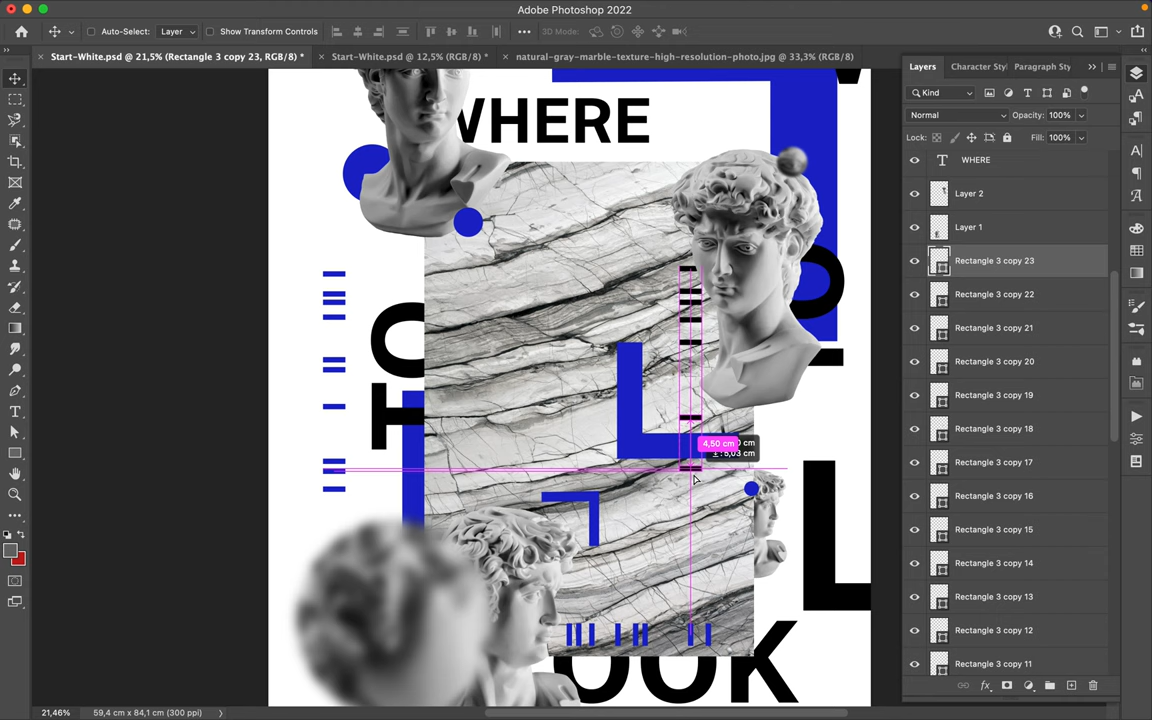 Adobe Photoshop 2022
Auto-Select: Layer Show Transform Controls 3D Mode:
Start-White.psd @ 21,5% (Rectangle 3 copy 23, RGB/8) * Start-White.psd @ 12,5% (RGB/8) * natural-gray-marble-texture-high-resolution-photo.jpg @ 33,3% (RGB/8)
Layers Character Sty Paragraph Sty
Kind
Normal Opacity: 100%
Lock: Fill: 100%
WHERE
Layer 2
Layer 1
Rectangle 3 copy 23
Rectangle 3 copy 22
Rectangle 3 copy 21
Rectangle 3 copy 20
Rectangle 3 copy 19
Rectangle 3 copy 18
Rectangle 3 copy 17
Rectangle 3 copy 16
Rectangle 3 copy 15
Rectangle 3 copy 14
Rectangle 3 copy 13
Rectangle 3 copy 12
Rectangle 3 copy 11
WHERE
L
4,50 cm
5,03 cm
L
OOK
21,46% 59,4 cm x 84,1 cm (300 ppi)